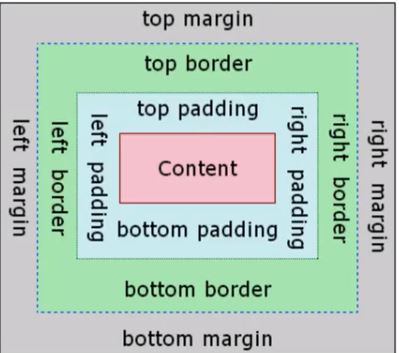 top margin
top border
top padding
left margin
left border
left padding
Content
right padding
right border
right margin
bottom padding
bottom border
bottom margin